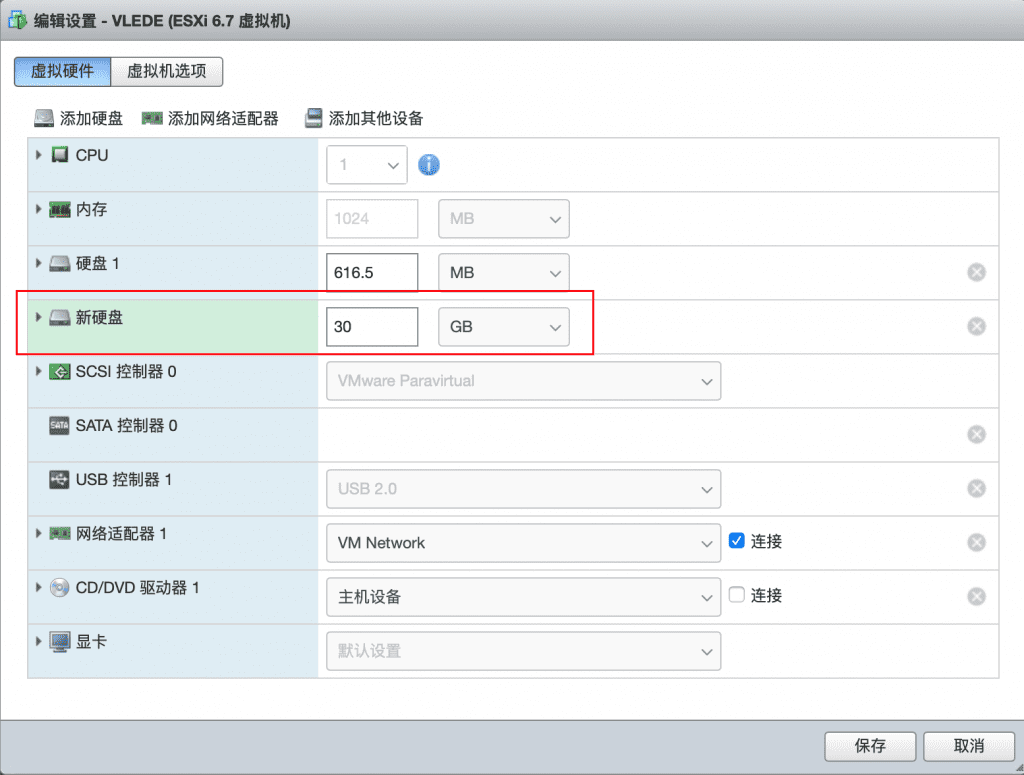 编辑设置 - VLEDE (ESXi 6.7 虚拟机)
虚拟硬件 虚拟机选项
添加硬盘 添加网络适配器 添加其他设备
CPU 1
内存 1024 MB
硬盘 1 616.5 MB
新硬盘 30 GB
SCSI 控制器 0 VMware Paravirtual
SATA SATA 控制器 0
USB 控制器 1 USB 2.0
网络适配器 1 VM Network 连接
CD/DVD 驱动器 1 主机设备 连接
显卡 默认设置
保存 取消